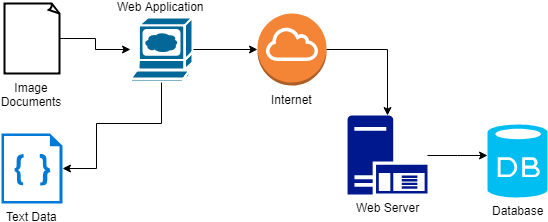 Web Application
Image
Documents
Internet
{ }
Text Data
Web Server
DB
Database